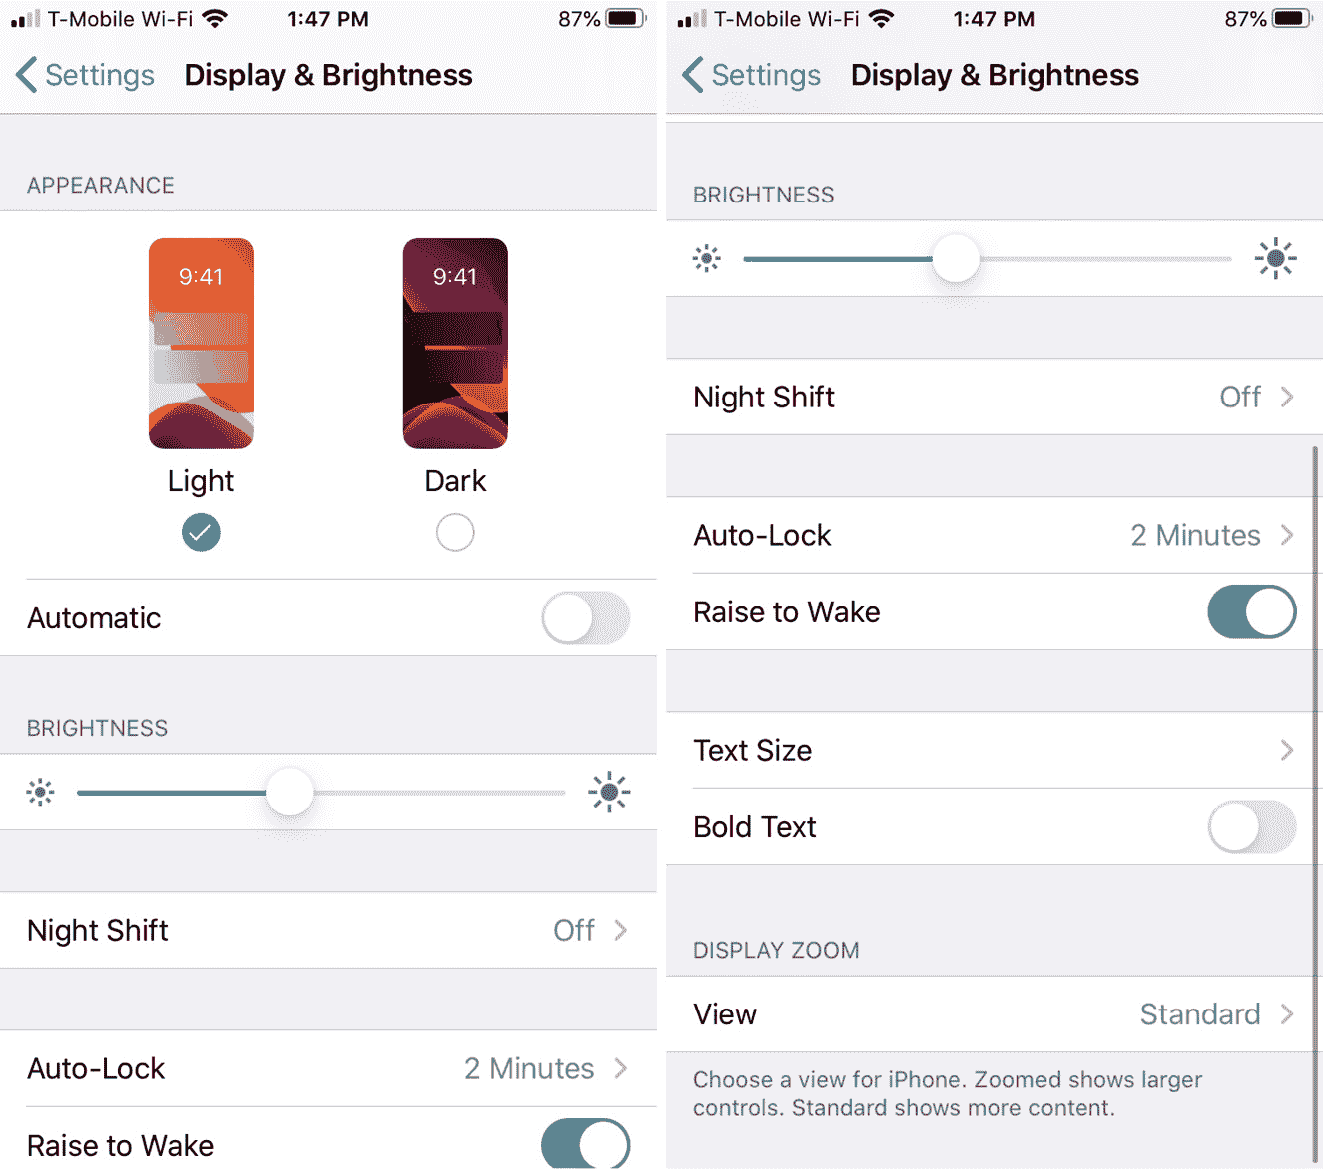 T-Mobile Wi-Fi 1:47 PM 87%
Settings Display & Brightness
APPEARANCE
9:41 9:41
Light Dark
Automatic
BRIGHTNESS
Night Shift Off
Auto-Lock 2 Minutes
Raise to Wake
T-Mobile Wi-Fi 1:47 PM 87%
Settings Display & Brightness
BRIGHTNESS
Night Shift Off
Auto-Lock 2 Minutes
Raise to Wake
Text Size
Bold Text
DISPLAY ZOOM
View Standard
Choose a view for iPhone. Zoomed shows larger
controls. Standard shows more content.